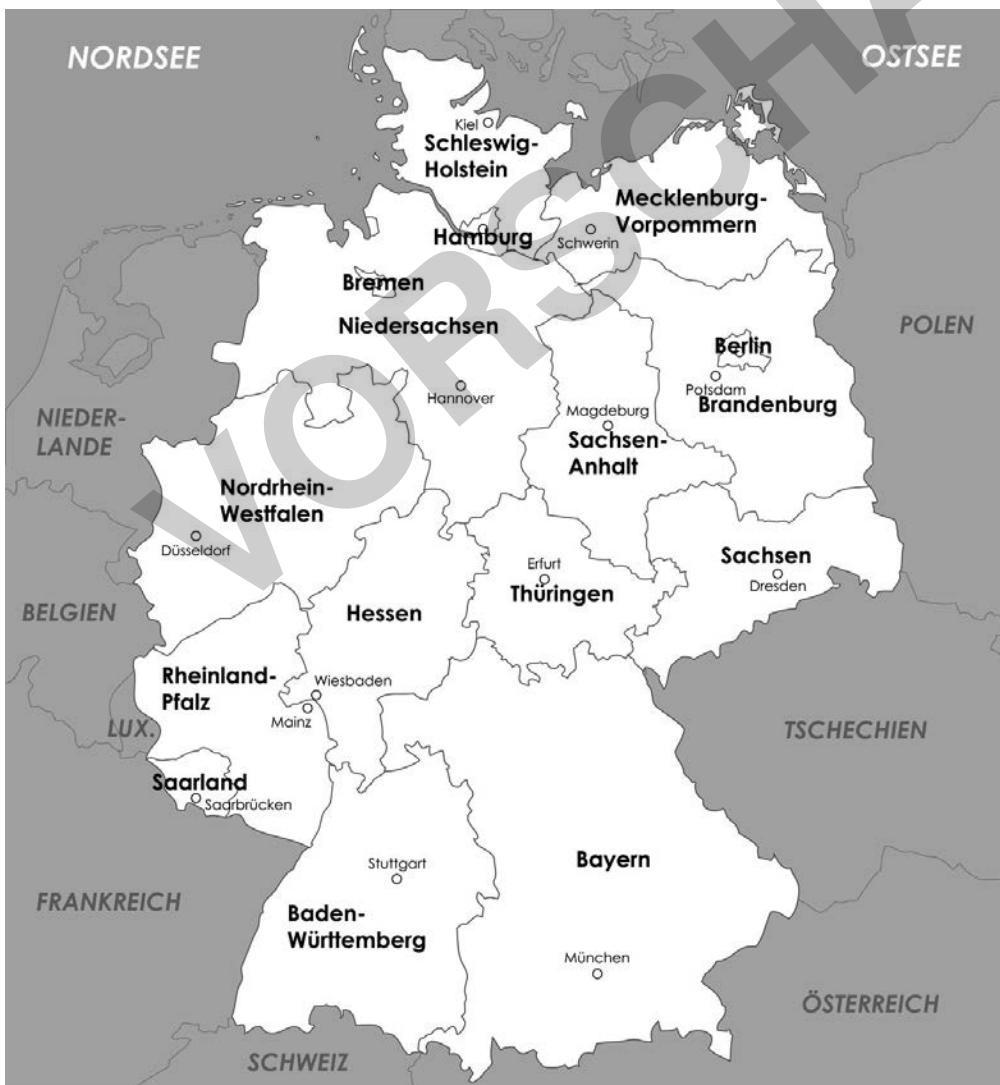 NORDSEE
OSTSEE
Kiel
Schleswig-
Holstein
Mecklenburg-
Vorpommern
Hamburg
Schwerin
Bremen
Niedersachsen
POLEN
Berlin
Potsdam
Brandenburg
Hannover
NIEDER-
LANDE
Magdeburg
Sachsen-
Anhalt
Nordrhein-
Westfalen
Düsseldorf
Sachsen
Dresden
Erfurt
Thüringen
BELGIEN
Hessen
Rheinland-
Pfalz
Wiesbaden
Mainz
LUX.
TSCHECHIEN
Saarland
Saarbrücken
Stuttgart
Bayern
FRANKREICH
Baden-
Württemberg
München
ÖSTERREICH
SCHWEIZ
VORSCHA